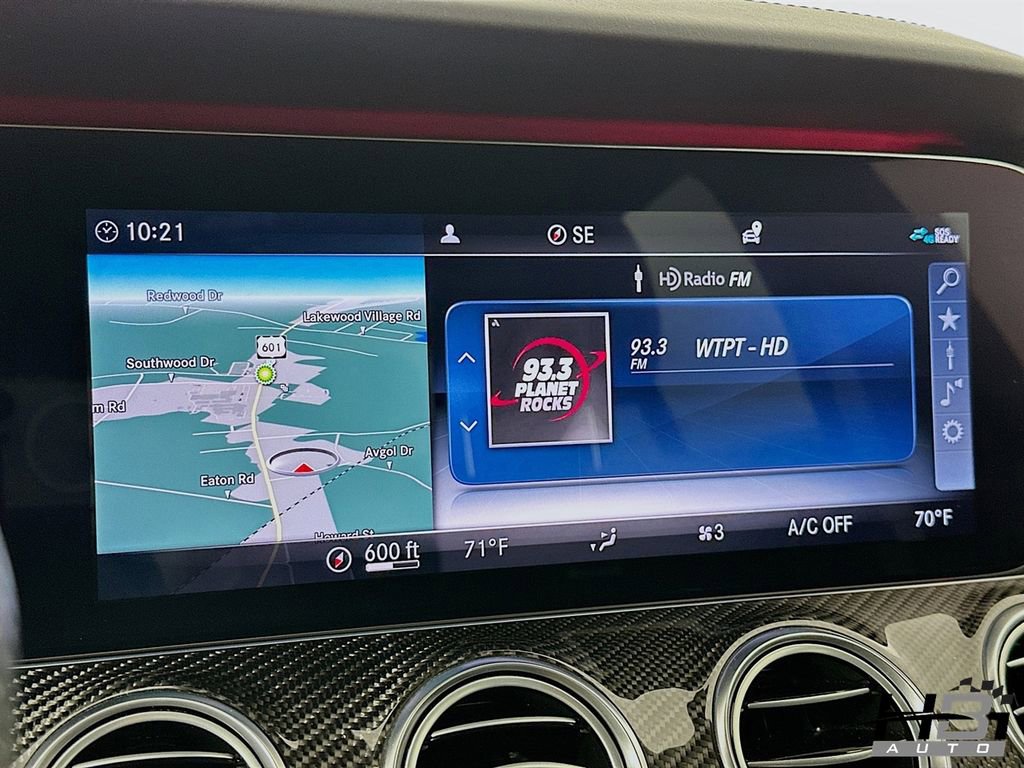 10:21
SE
SOS
4G READY
HD Radio FM
Redwood Dr
Lakewood Village Rd
601
Southwood Dr
m Rd
Avgol Dr
Eaton Rd
Howard St
600 ft
93.3
PLANET
ROCKS
93.3
FM
WTPT - HD
71°F
3
A/C OFF
70°F
H3I
AUTO